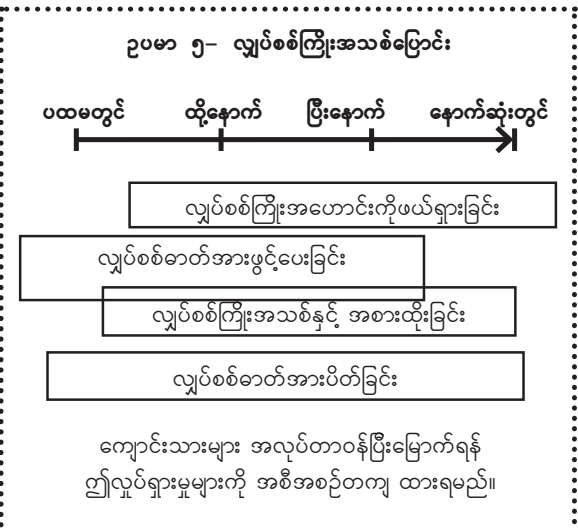 ဥပမာ ၅– လျှပ်စစ်ကြိုးအသစ်ပြောင်း
ပထမတွင် ထို့နောက် ပြီးနောက် နောက်ဆုံးတွင်
လျှပ်စစ်ကြိုးအဟောင်းကိုဖယ်ရှားခြင်း
လျှပ်စစ်ဓာတ်အားဖွင့်ပေးခြင်း
လျှပ်စစ်ကြိုးအသစ်နှင့် အစားထိုးခြင်း
လျှပ်စစ်ဓာတ်အားပိတ်ခြင်း
ကျောင်းသားများ အလုပ်တာဝန်ပြီးမြောက်ရန်
ဤလှုပ်ရှားမှုများကို အစီအစဉ်တကျ ထားရမည်။